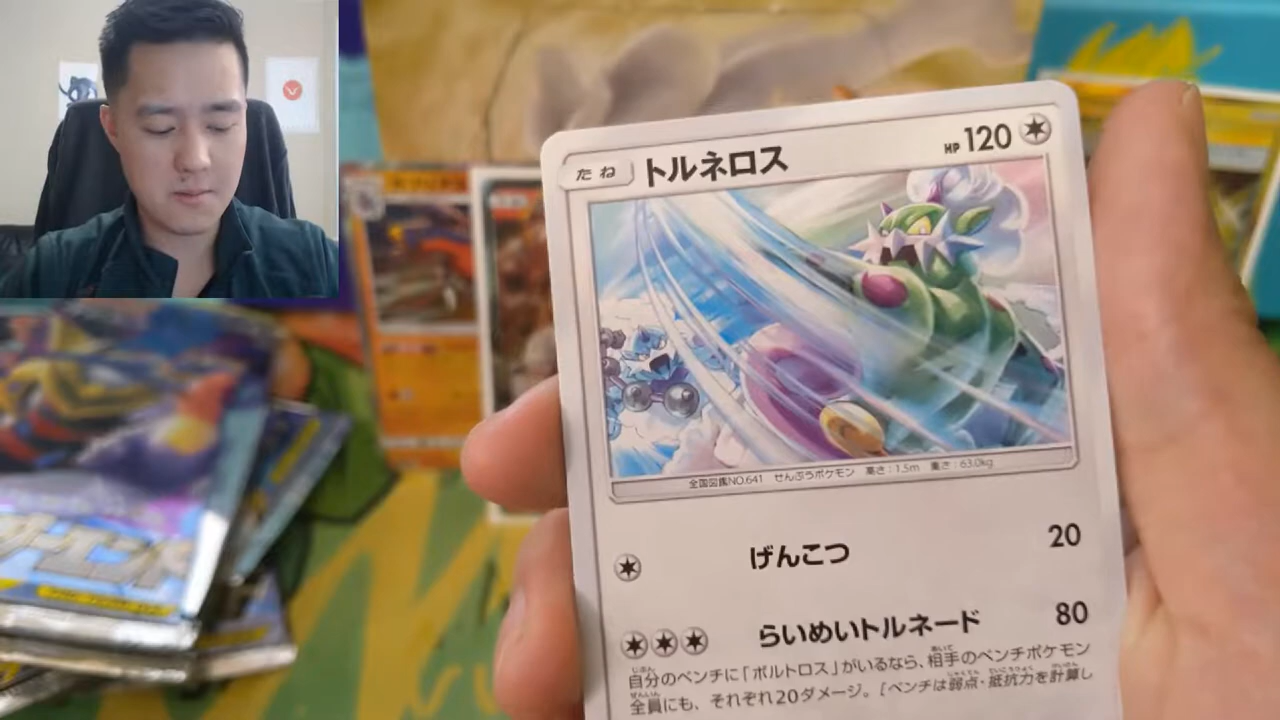 たね トルネロス HP 120
全国図鑑NO.641 せんぷうポケモン 高さ:1.5m 重さ:63.0kg
げんこつ 20
らいめいトルネード 80
自分のベンチに「ボルトロス」がいるなら、相手のベンチポケモン
全員にも、それぞれ20ダメージ。[ベンチは弱点・抵抗力を計算し